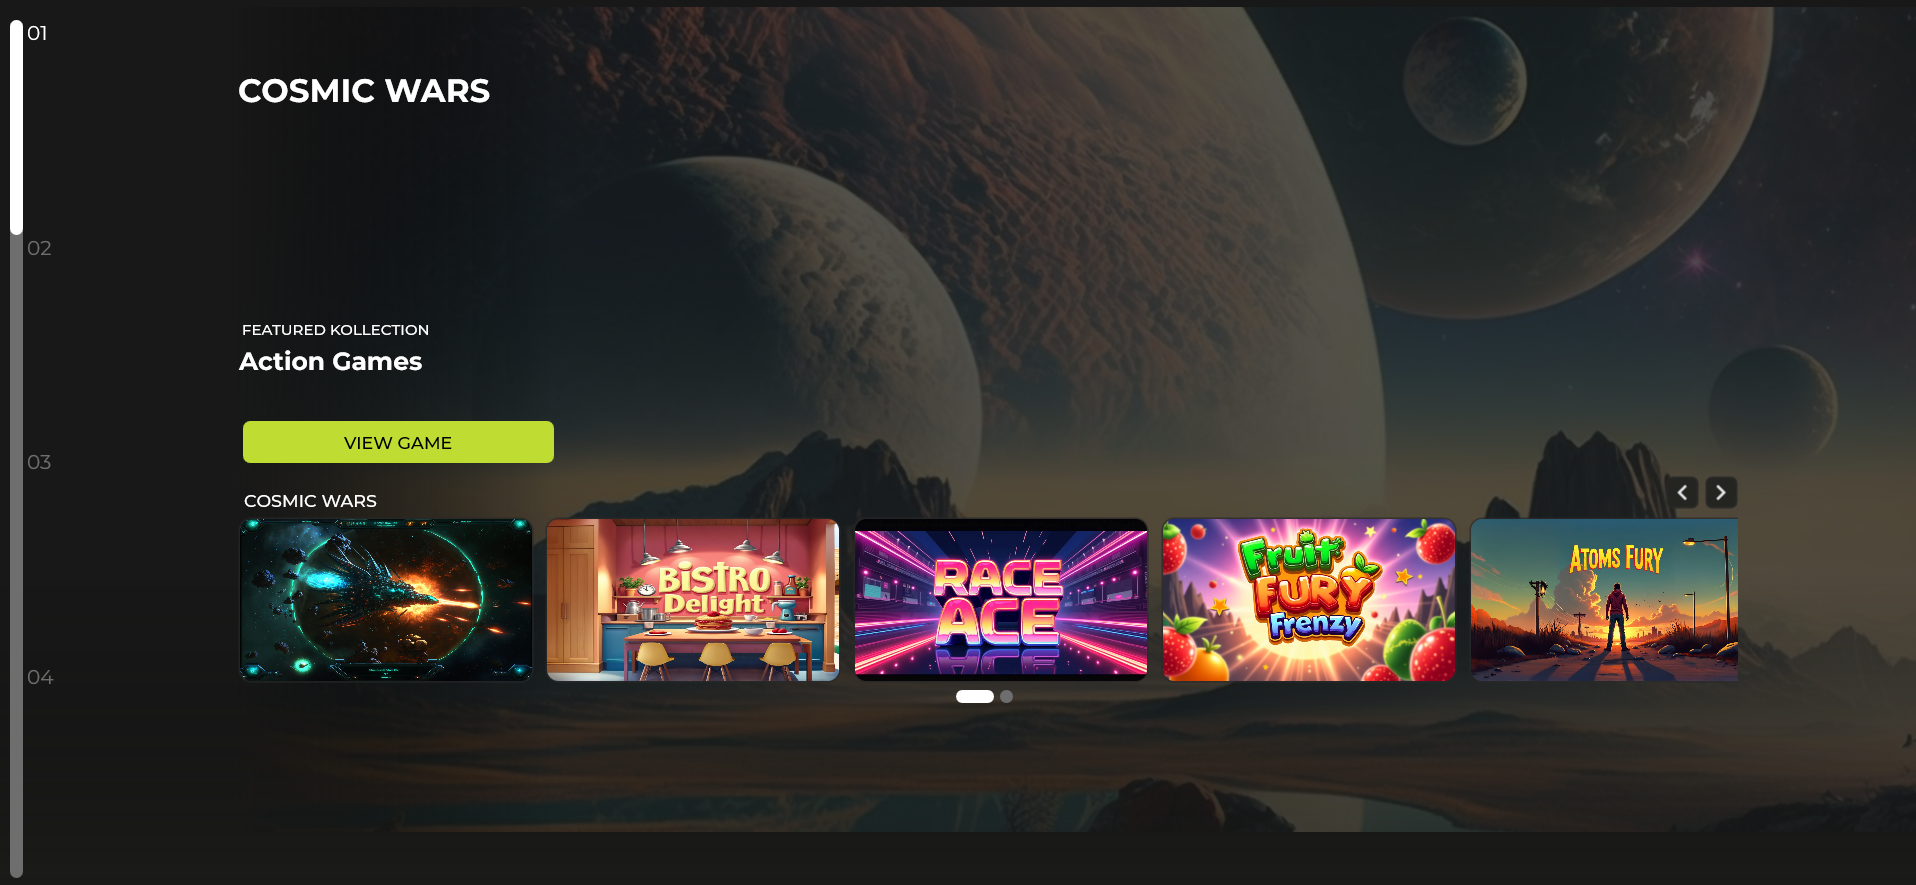 01
COSMIC WARS
02
FEATURED KOLLECTION
Action Games
VIEW GAME
03
COSMIC WARS
BiSTRO
Delight
RACE
ACE
Fruit
FURY
Frenzy
ATOMS FURY
04